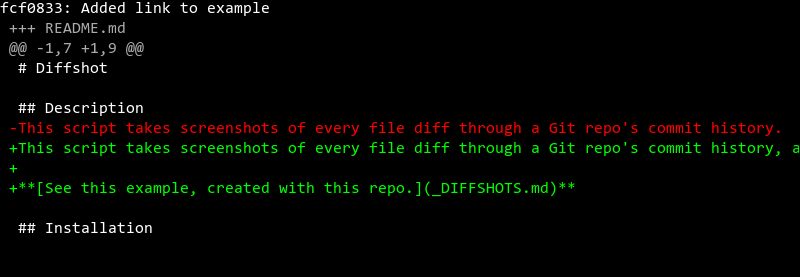 fcf0833: Added link to example
+++ README.md
@@ -1,7 +1,9 @@
# Diffshot
## Description
-This script takes screenshots of every file diff through a Git repo's commit history.
+This script takes screenshots of every file diff through a Git repo's commit history,
+
+**[See this example, created with this repo.](_DIFFSHOTS.md)**
## Installation